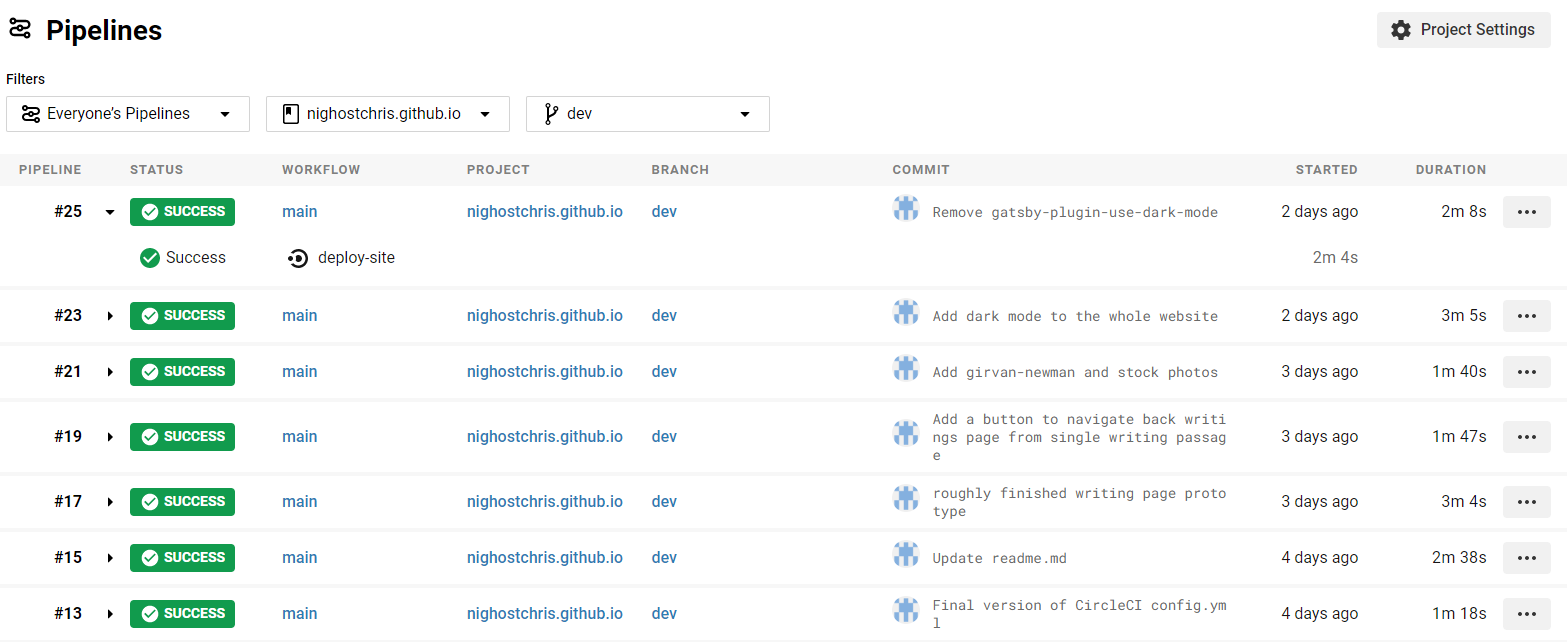 Pipelines
Project Settings
Filters
Everyone's Pipelines
nighostchris.github.io
dev
PIPELINE STATUS WORKFLOW PROJECT BRANCH COMMIT STARTED DURATION
#25 SUCCESS main nighostchris.github.io dev Remove gatsby-plugin-use-dark-mode 2 days ago 2m 8s
Success deploy-site 2m 4s
#23 SUCCESS main nighostchris.github.io dev Add dark mode to the whole website 2 days ago 3m 5s
#21 SUCCESS main nighostchris.github.io dev Add girvan-newman and stock photos 3 days ago 1m 40s
Add a button to navigate back writi
#19 SUCCESS main nighostchris.github.io dev ngs page from single writing passag 3 days ago 1m 47s
e
#17 SUCCESS main nighostchris.github.io dev roughly finished writing page proto 3 days ago 3m 4s
type
#15 SUCCESS main nighostchris.github.io dev Update readme.md 4 days ago 2m 38s
#13 SUCCESS main nighostchris.github.io dev Final version of CircleCI config.ym 4 days ago 1m 18s
l